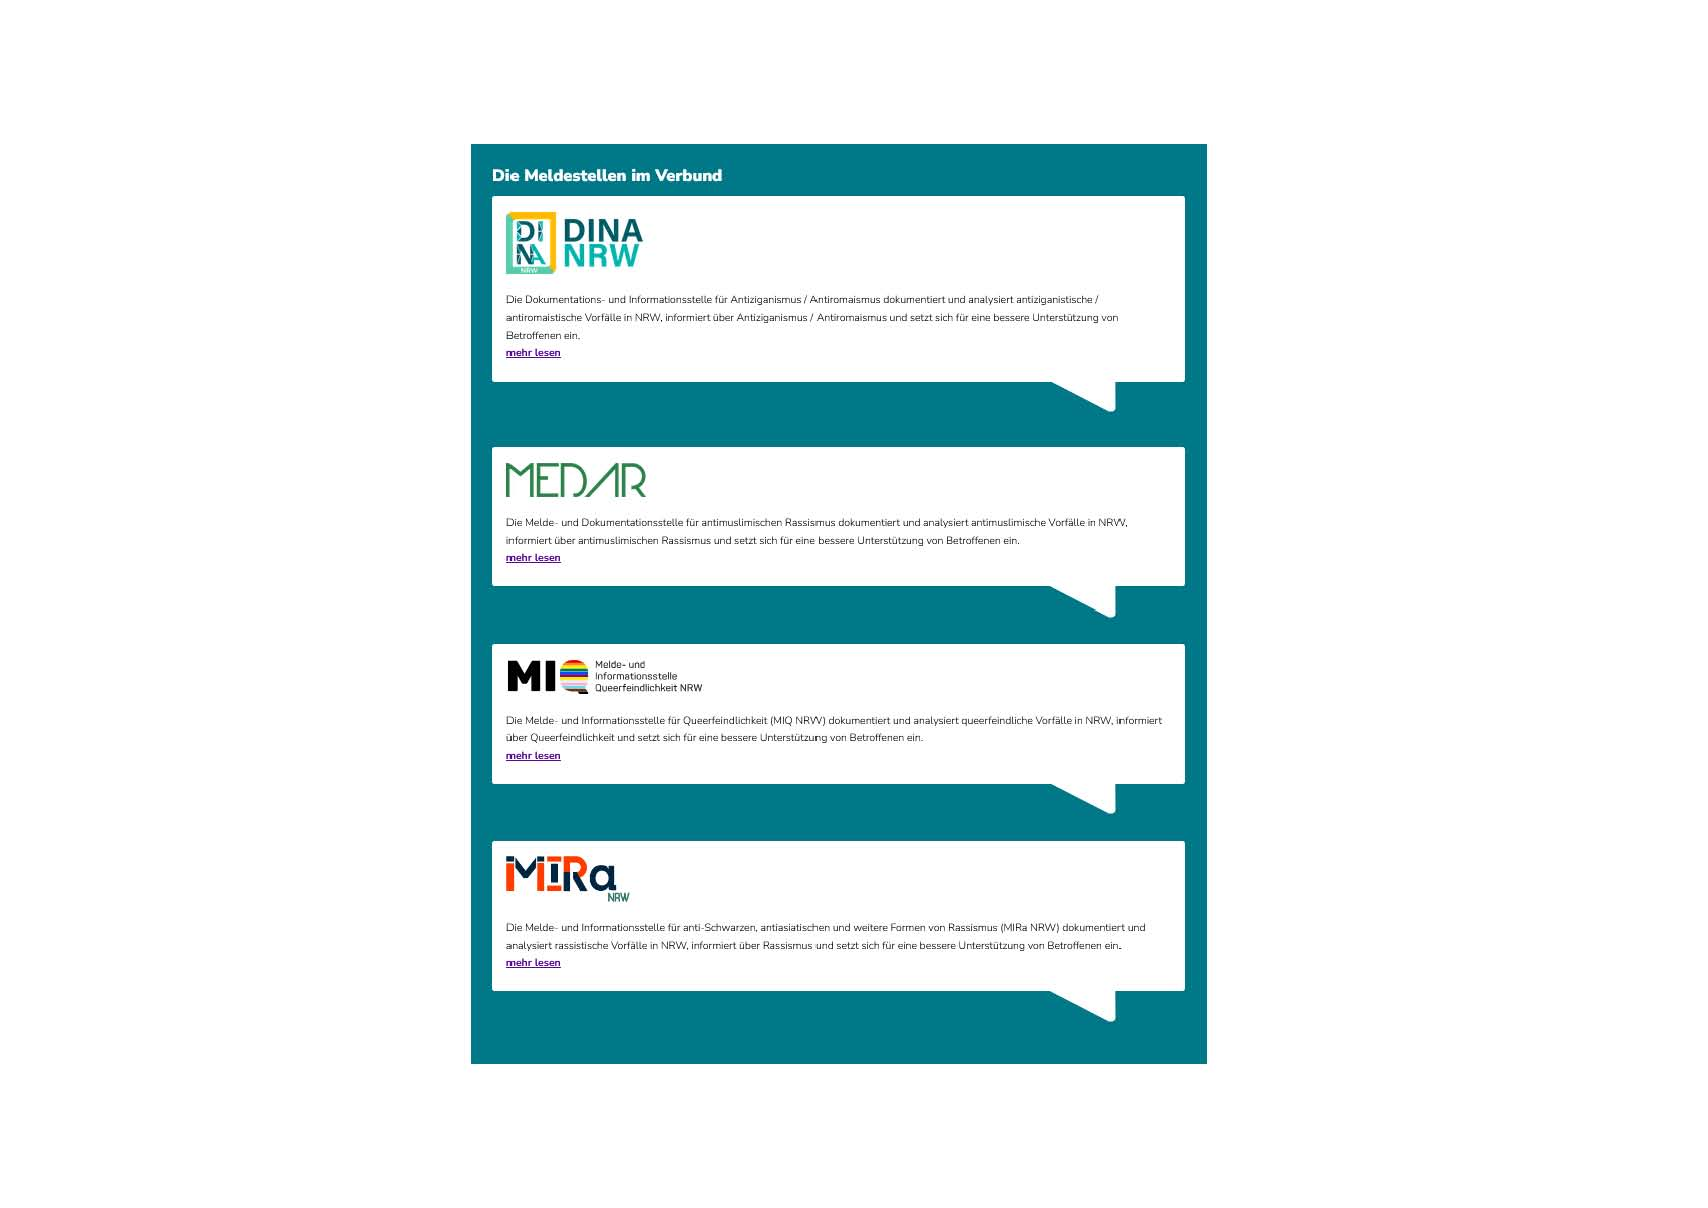 Die Meldestellen im Verbund
DI
NA
NRW
DINA
NRW
Die Dokumentations- und Informationsstelle für Antiziganismus / Antiromaismus dokumentiert und analysiert antiziganistische /
antiromaistische Vorfälle in NRW, informiert über Antiziganismus / Antiromaismus und setzt sich für eine bessere Unterstützung von
Betroffenen ein.
mehr lesen
MEDAR
Die Melde- und Dokumentationsstelle für antimuslimischen Rassismus dokumentiert und analysiert antimuslimische Vorfälle in NRW,
informiert über antimuslimischen Rassismus und setzt sich für eine bessere Unterstützung von Betroffenen ein.
mehr lesen
MIQ
Melde- und
Informationsstelle
Queerfeindlichkeit NRW
Die Melde- und Informationsstelle für Queerfeindlichkeit (MIQ NRW) dokumentiert und analysiert queerfeindliche Vorfälle in NRW, informiert
über Queerfeindlichkeit und setzt sich für eine bessere Unterstützung von Betroffenen ein.
mehr lesen
MIRa
NRW
Die Melde- und Informationsstelle für anti-Schwarzen, antiasiatischen und weitere Formen von Rassismus (MIRa NRW) dokumentiert und
analysiert rassistische Vorfälle in NRW, informiert über Rassismus und setzt sich für eine bessere Unterstützung von Betroffenen ein.
mehr lesen